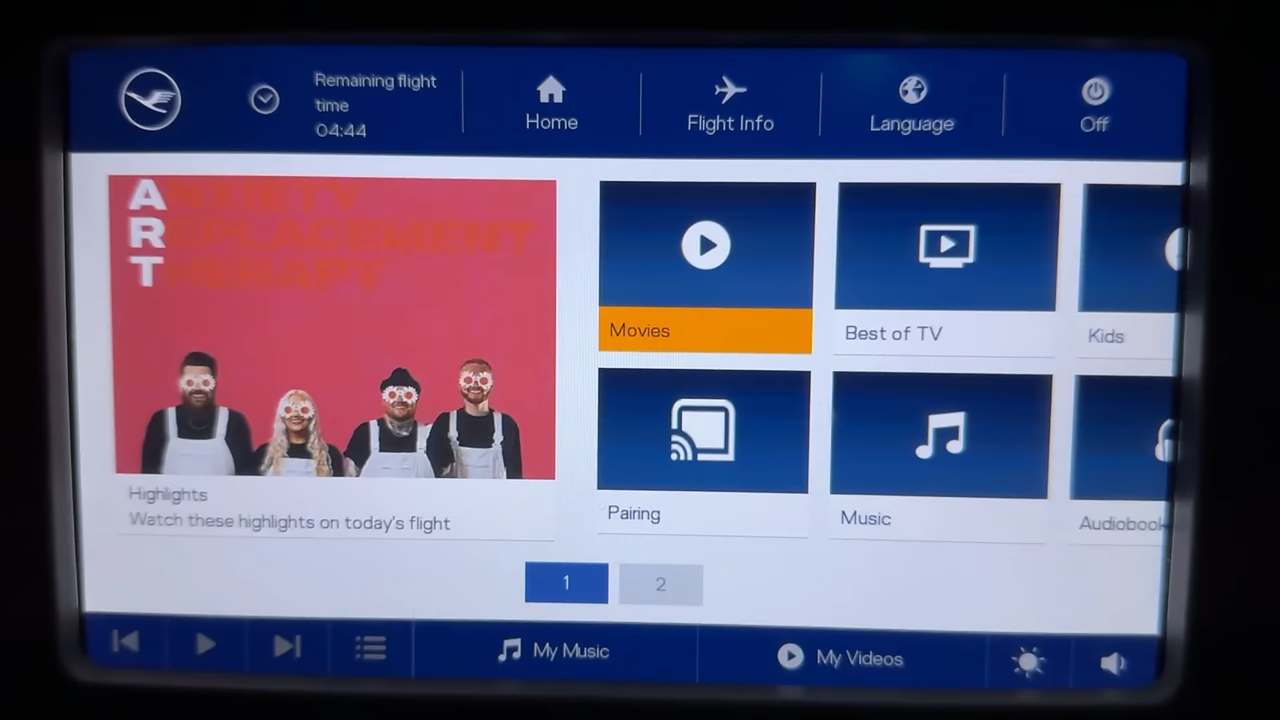 Remaining flight
time
04:44
Home
Flight Info
Language
Off
ANXIETY
REPLACEMENT
THERAPY
Highlights
Watch these highlights on today's flight
Movies
Best of TV
Kids
Pairing
Music
Audiobook
1
2
My Music
My Videos